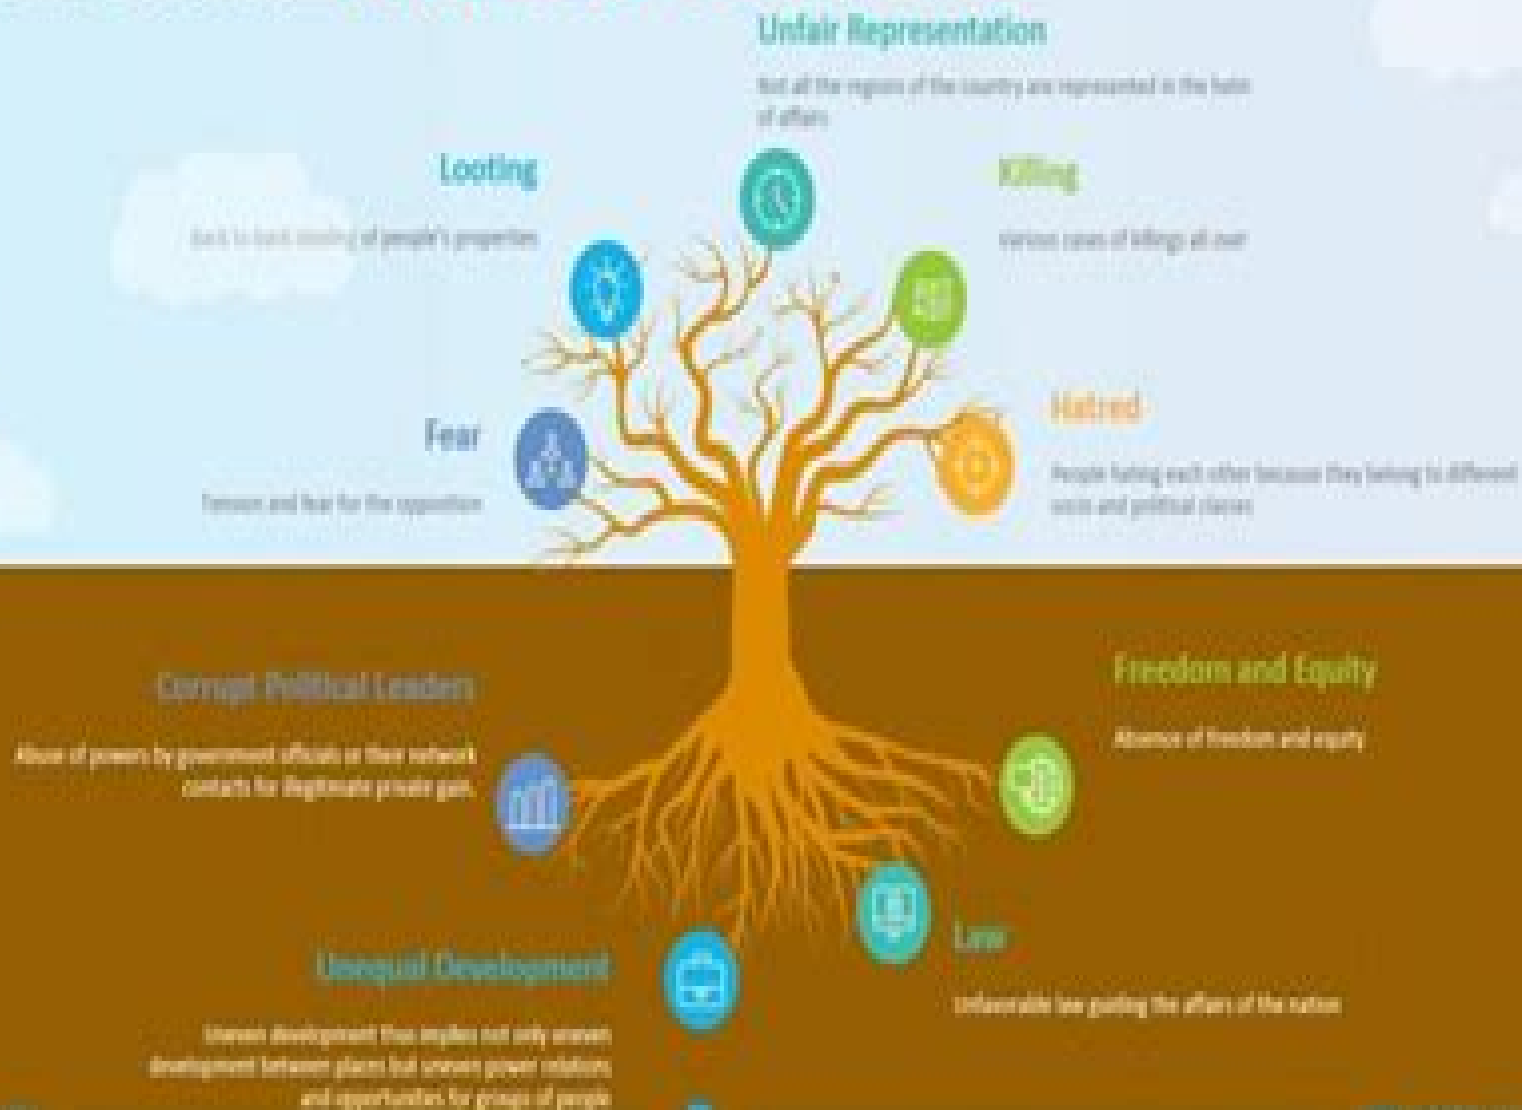 Unfair Representation
Not all the regions of the country are represented in the helm
of affairs
Looting
Back to back stealing of people's properties
Killing
Various cases of killings all over
Fear
Tension and fear for the opposition
Hatred
People hating each other because they belong to different
socio and political classes
Corrupt Political Leaders
Abuse of powers by government officials or their network
contacts for illegitimate private gain.
Freedom and Equity
Absence of freedom and equity
Law
Unfavorable law guiding the affairs of the nation
Unequal Development
Uneven development thus implies not only uneven
development between places but uneven power relations
and opportunities for groups of people